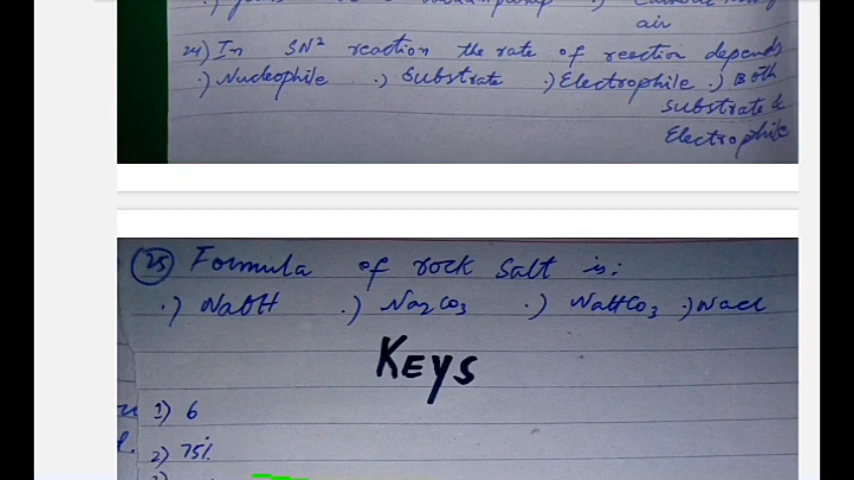 air
24) In SN² reaction the rate of reaction depends
.) Nucleophile .) Substrate .) Electrophile .) Both
substrate &
Electrophile
25 Formula of rock salt is:
.) NaOH .) Na2CO3 .) NaHCO3 .) NaCl
KEYS
1) 6
2) 75%